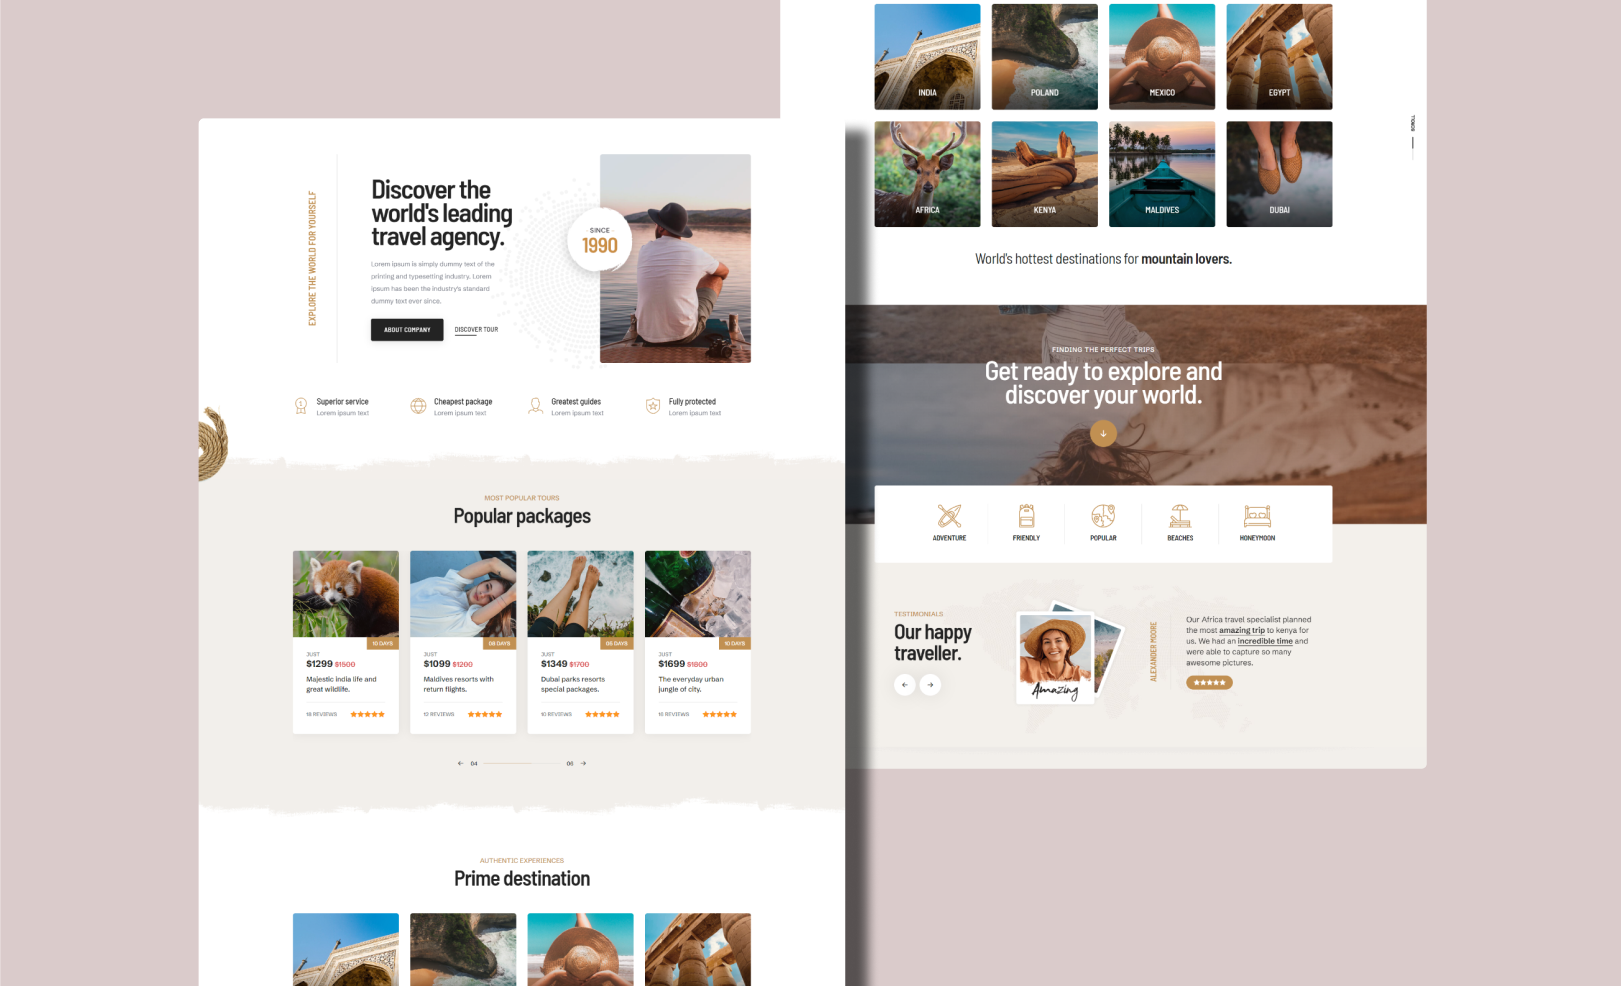 EXPLORE THE WORLD FOR YOURSELF
Discover the
world's leading
travel agency.
Lorem Ipsum is simply dummy text of the
printing and typesetting industry. Lorem
Ipsum has been the industry's standard
dummy text ever since.
ABOUT COMPANY
DISCOVER TOUR
SINCE
1990
Superior service
Lorem ipsum text
Cheapest package
Lorem ipsum text
Greatest guides
Lorem ipsum text
Fully protected
Lorem ipsum text
MOST POPULAR TOURS
Popular packages
10 DAYS
JUST
$1299 $1500
Majestic india life and
great wildlife.
18 REVIEWS
08 DAYS
JUST
$1099 $1200
Maldives resorts with
return flights.
12 REVIEWS
06 DAYS
JUST
$1349 $1700
Dubai parks resorts
special packages.
10 REVIEWS
10 DAYS
JUST
$1699 $1800
The everyday urban
jungle of city.
16 REVIEWS
04
06
AUTHENTIC EXPERIENCES
Prime destination
INDIA
POLAND
MEXICO
EGYPT
AFRICA
KENYA
MALDIVES
DUBAI
SCROLL
World's hottest destinations for mountain lovers.
FINDING THE PERFECT TRIPS
Get ready to explore and
discover your world.
ADVENTURE
FRIENDLY
POPULAR
BEACHES
HONEYMOON
TESTIMONIALS
Our happy
traveller.
Amazing
ALEXANDER MOORE
Our Africa travel specialist planned
the most amazing trip to kenya for
us. We had an incredible time and
were able to capture so many
awesome pictures.